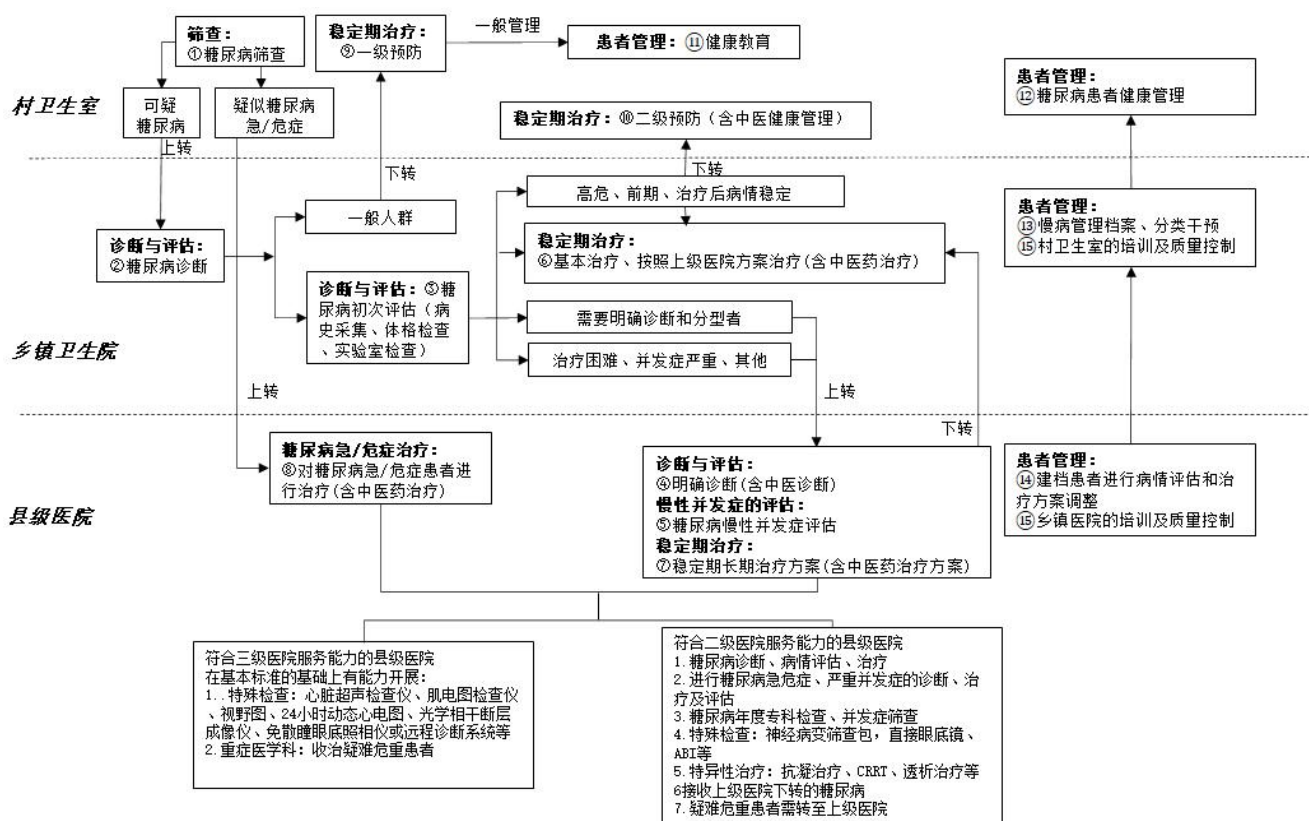 筛查：
①糖尿病筛查
稳定期治疗：
⑨一级预防
一般管理
患者管理：⑪健康教育
村卫生室
可疑
糖尿病
疑似糖尿病
急/危症
稳定期治疗：⑩二级预防（含中医健康管理）
患者管理：
⑫糖尿病患者健康管理
上转
下转
下转
诊断与评估：
②糖尿病诊断
一般人群
高危、前期、治疗后病情稳定
稳定期治疗：
⑥基本治疗、按照上级医院方案治疗(含中医药治疗)
患者管理：
⑬慢病管理档案、分类干预
⑮村卫生室的培训及质量控制
乡镇卫生院
诊断与评估：③糖
尿病初次评估（病
史采集、体格检查
、实验室检查）
需要明确诊断和分型者
治疗困难、并发症严重、其他
上转
上转
下转
县级医院
糖尿病急/危症治疗：
⑧对糖尿病急/危症患者进
行治疗(含中医药治疗)
诊断与评估：
④明确诊断(含中医诊断)
慢性并发症的评估：
⑤糖尿病慢性并发症评估
稳定期治疗：
⑦稳定期长期治疗方案(含中医药治疗方案)
患者管理：
⑭建档患者进行病情评估和治
疗方案调整
⑮乡镇医院的培训及质量控制
符合三级医院服务能力的县级医院
在基本标准的基础上有能力开展：
1..特殊检查：心脏超声检查仪、肌电图检查仪
、视野图、24小时动态心电图、光学相干断层
成像仪、免散瞳眼底照相仪或远程诊断系统等
2.重症医学科：收治疑难危重患者
符合二级医院服务能力的县级医院
1.糖尿病诊断、病情评估、治疗
2.进行糖尿病急危症、严重并发症的诊断、治
疗及评估
3.糖尿病年度专科检查、并发症筛查
4.特殊检查：神经病变筛查包，直接眼底镜、
ABI等
5.特异性治疗：抗凝治疗、CRRT、透析治疗等
6接收上级医院下转的糖尿病
7.疑难危重患者需转至上级医院